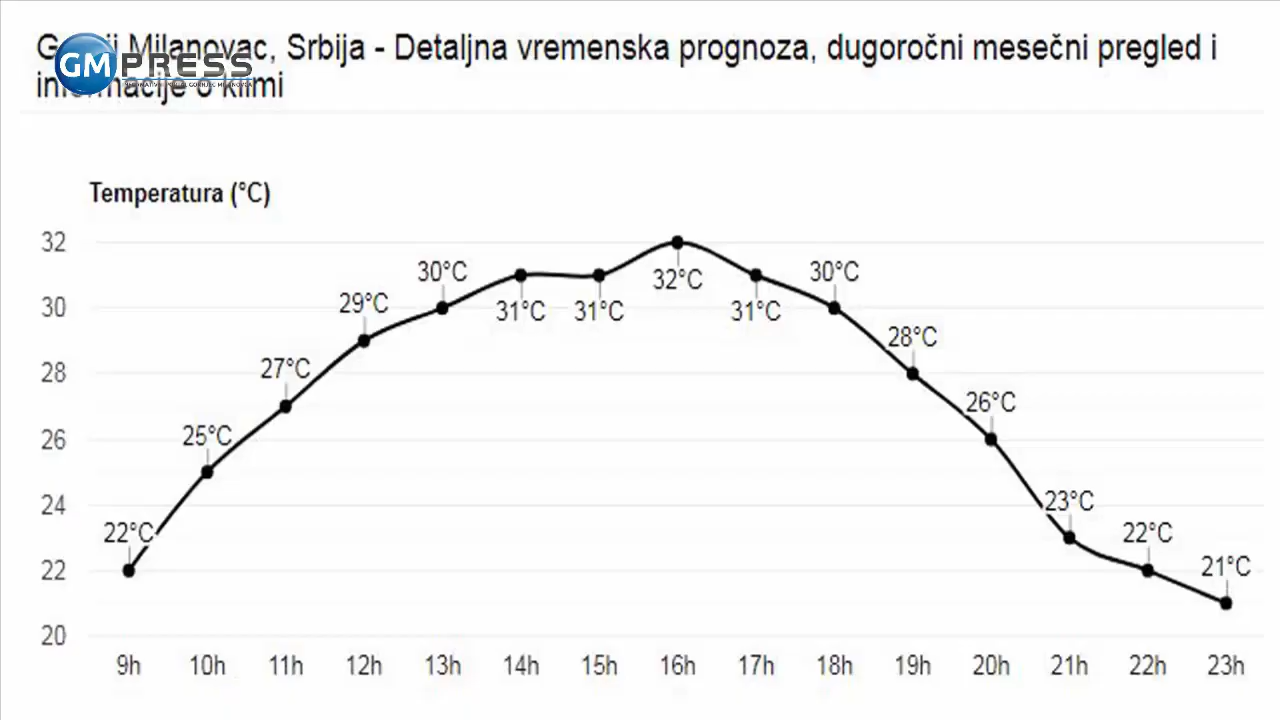 Milanovac, Srbija - Detaljna vremenska prognoza, dugoročni mesečni pregled i
informacije o klimi
GMPRESS
Temperatura (°C)
32
30
28
26
24
22
20
22°C
25°C
27°C
29°C
30°C
31°C
31°C
32°C
31°C
30°C
28°C
26°C
23°C
22°C
21°C
9h 10h 11h 12h 13h 14h 15h 16h 17h 18h 19h 20h 21h 22h 23h